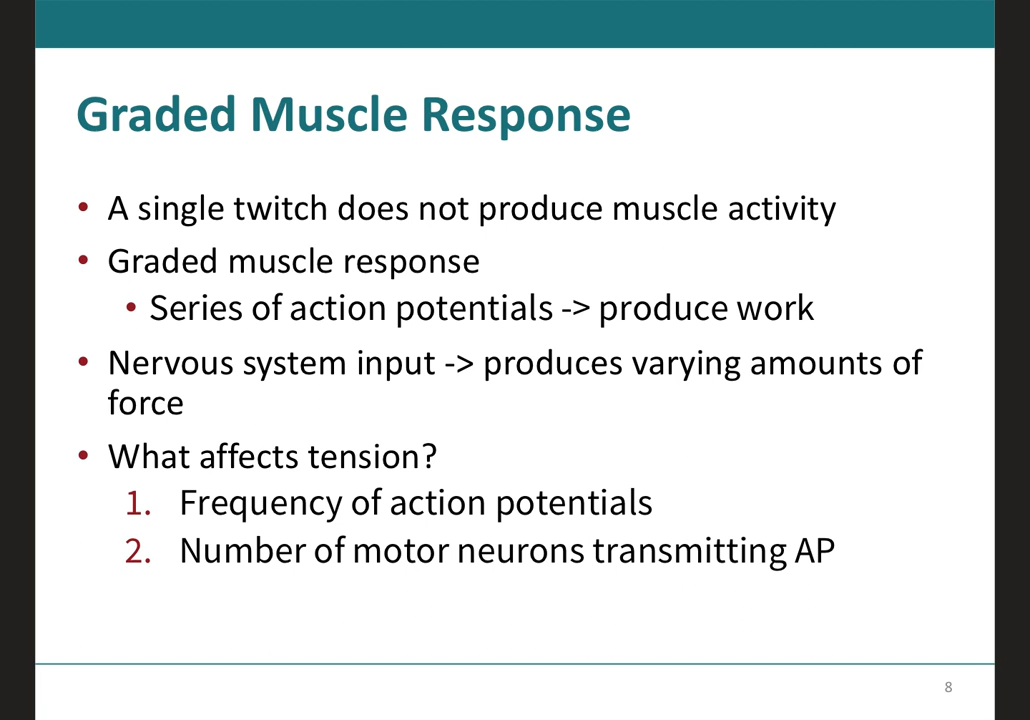 Graded Muscle Response
• A single twitch does not produce muscle activity
• Graded muscle response
• Series of action potentials -> produce work
• Nervous system input -> produces varying amounts of
force
• What affects tension?
1. Frequency of action potentials
2. Number of motor neurons transmitting AP
8